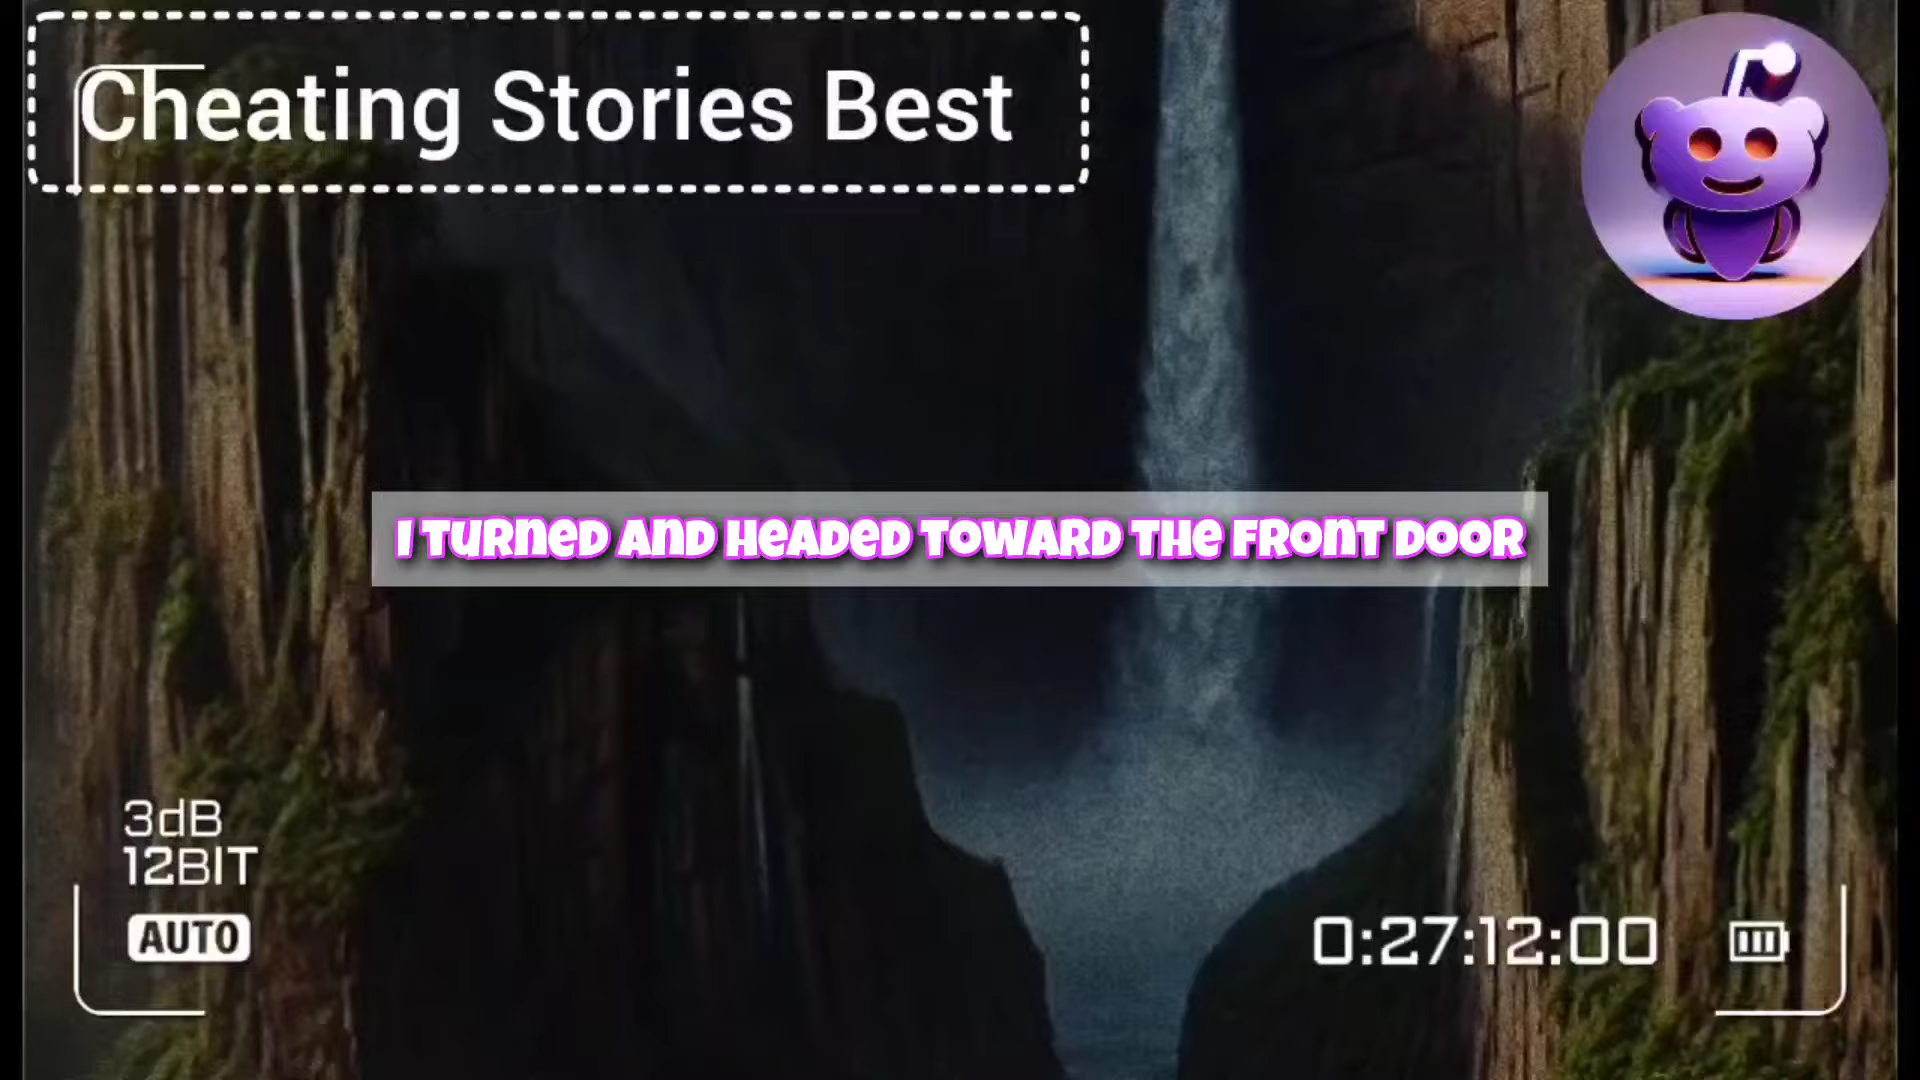 Cheating Stories Best
I TURNED AND HEADED TOWARD THE FRONT DOOR
3dB
12BIT
AUTO
0:27:12:00